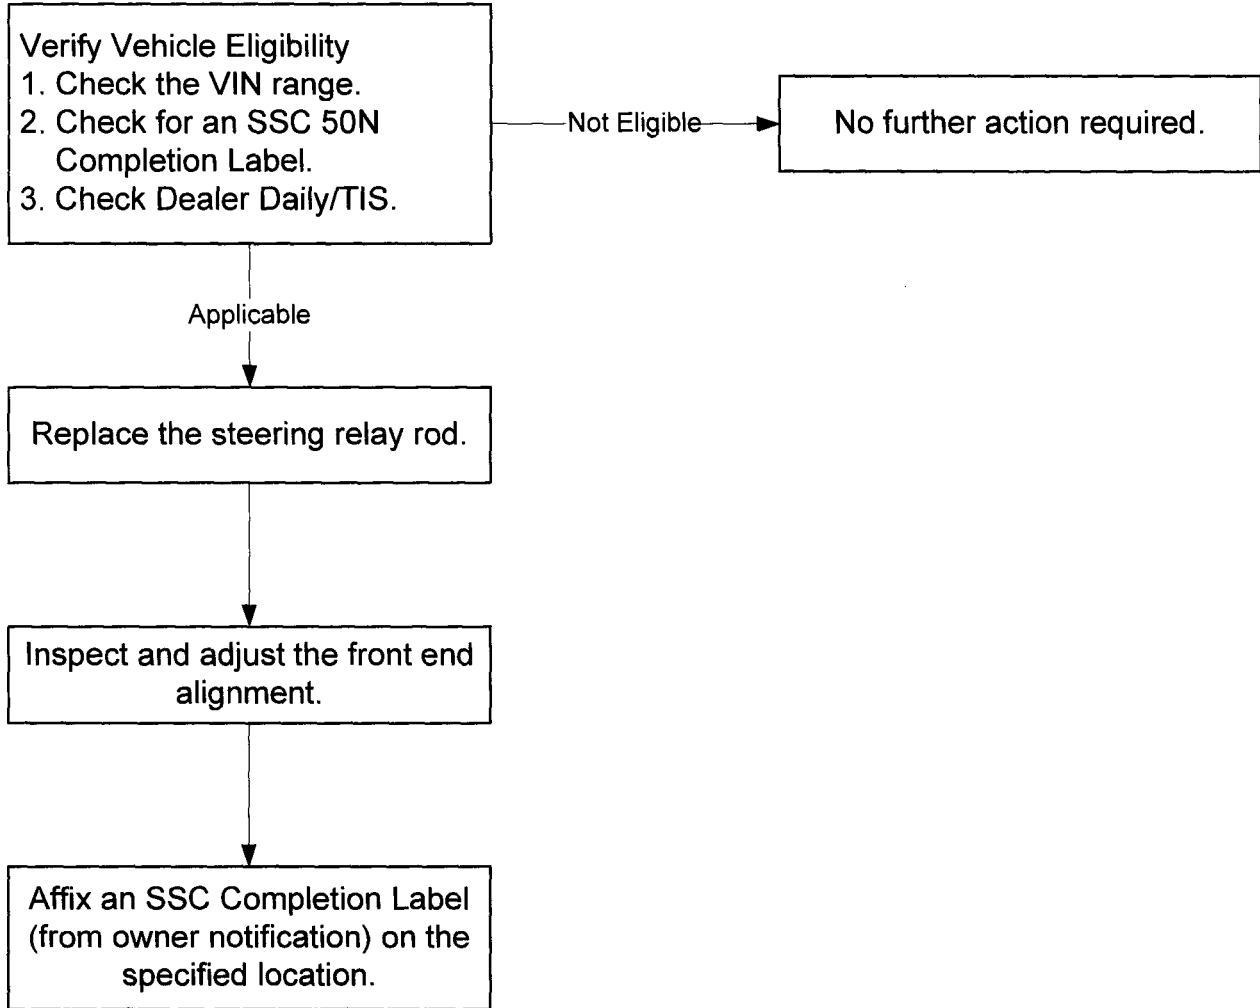 Verify Vehicle Eligibility
1. Check the VIN range.
2. Check for an SSC 50N
Completion Label.
3. Check Dealer Daily/TIS.
Not Eligible
No further action required.
Applicable
Replace the steering relay rod.
Inspect and adjust the front end
alignment.
Affix an SSC Completion Label
(from owner notification) on the
specified location.